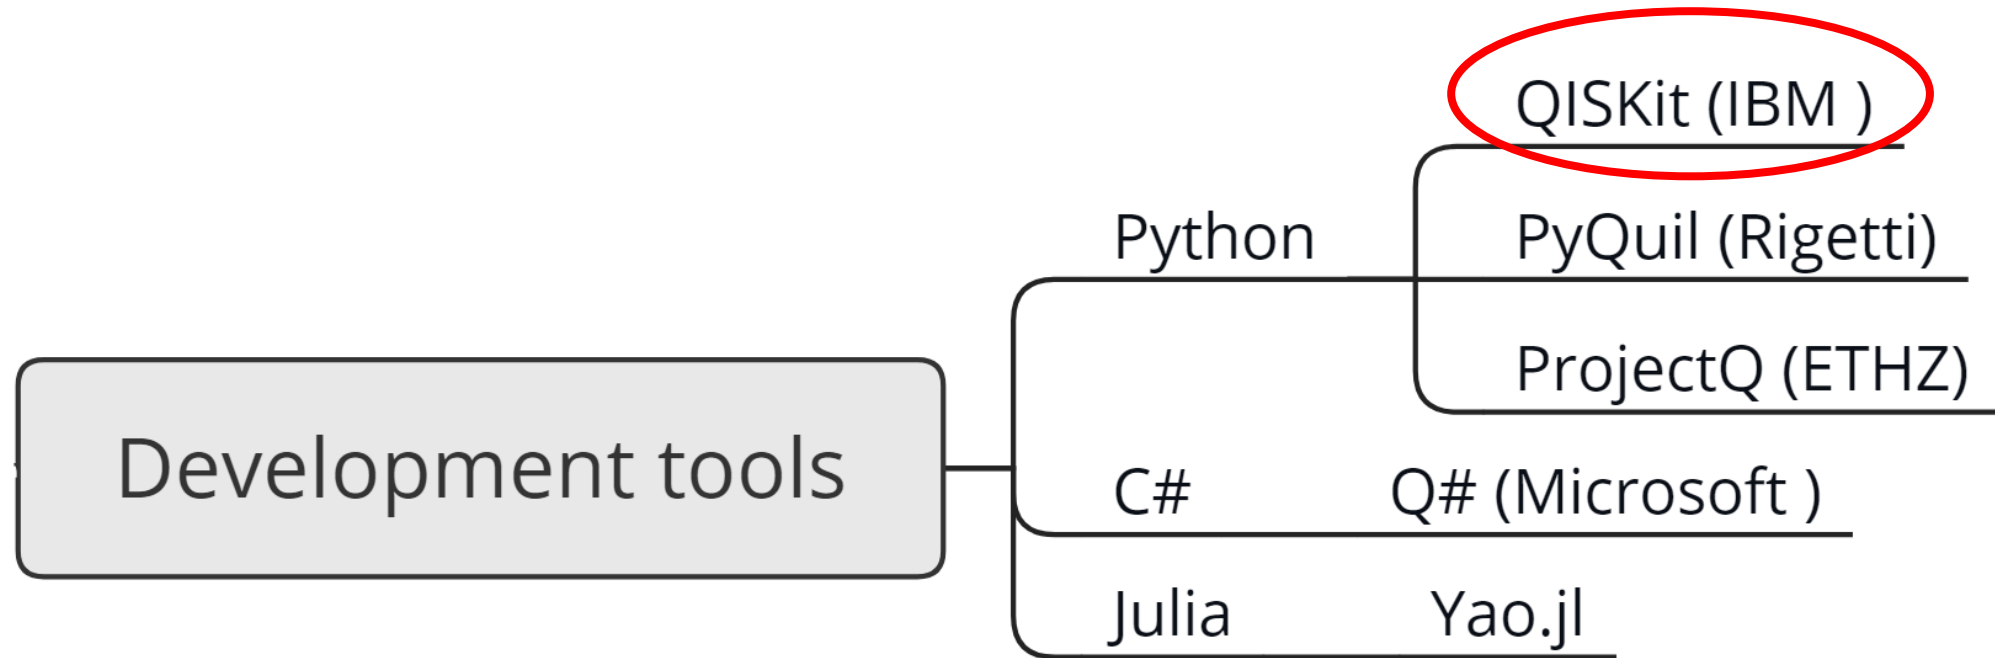 QISKit (IBM )
Python
PyQuil (Rigetti)
ProjectQ (ETHZ)
Development tools
C#
Q# (Microsoft )
Julia
Yao.jl